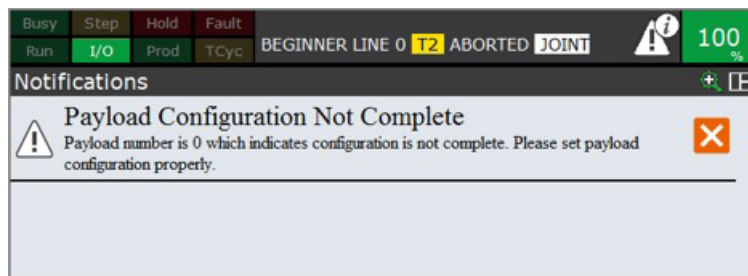 Busy Step Hold Fault
Run I/O Prod TCyc
BEGINNER LINE 0 T2 ABORTED JOINT
i
100
%
Notifications
Payload Configuration Not Complete
Payload number is 0 which indicates configuration is not complete. Please set payload
configuration properly.